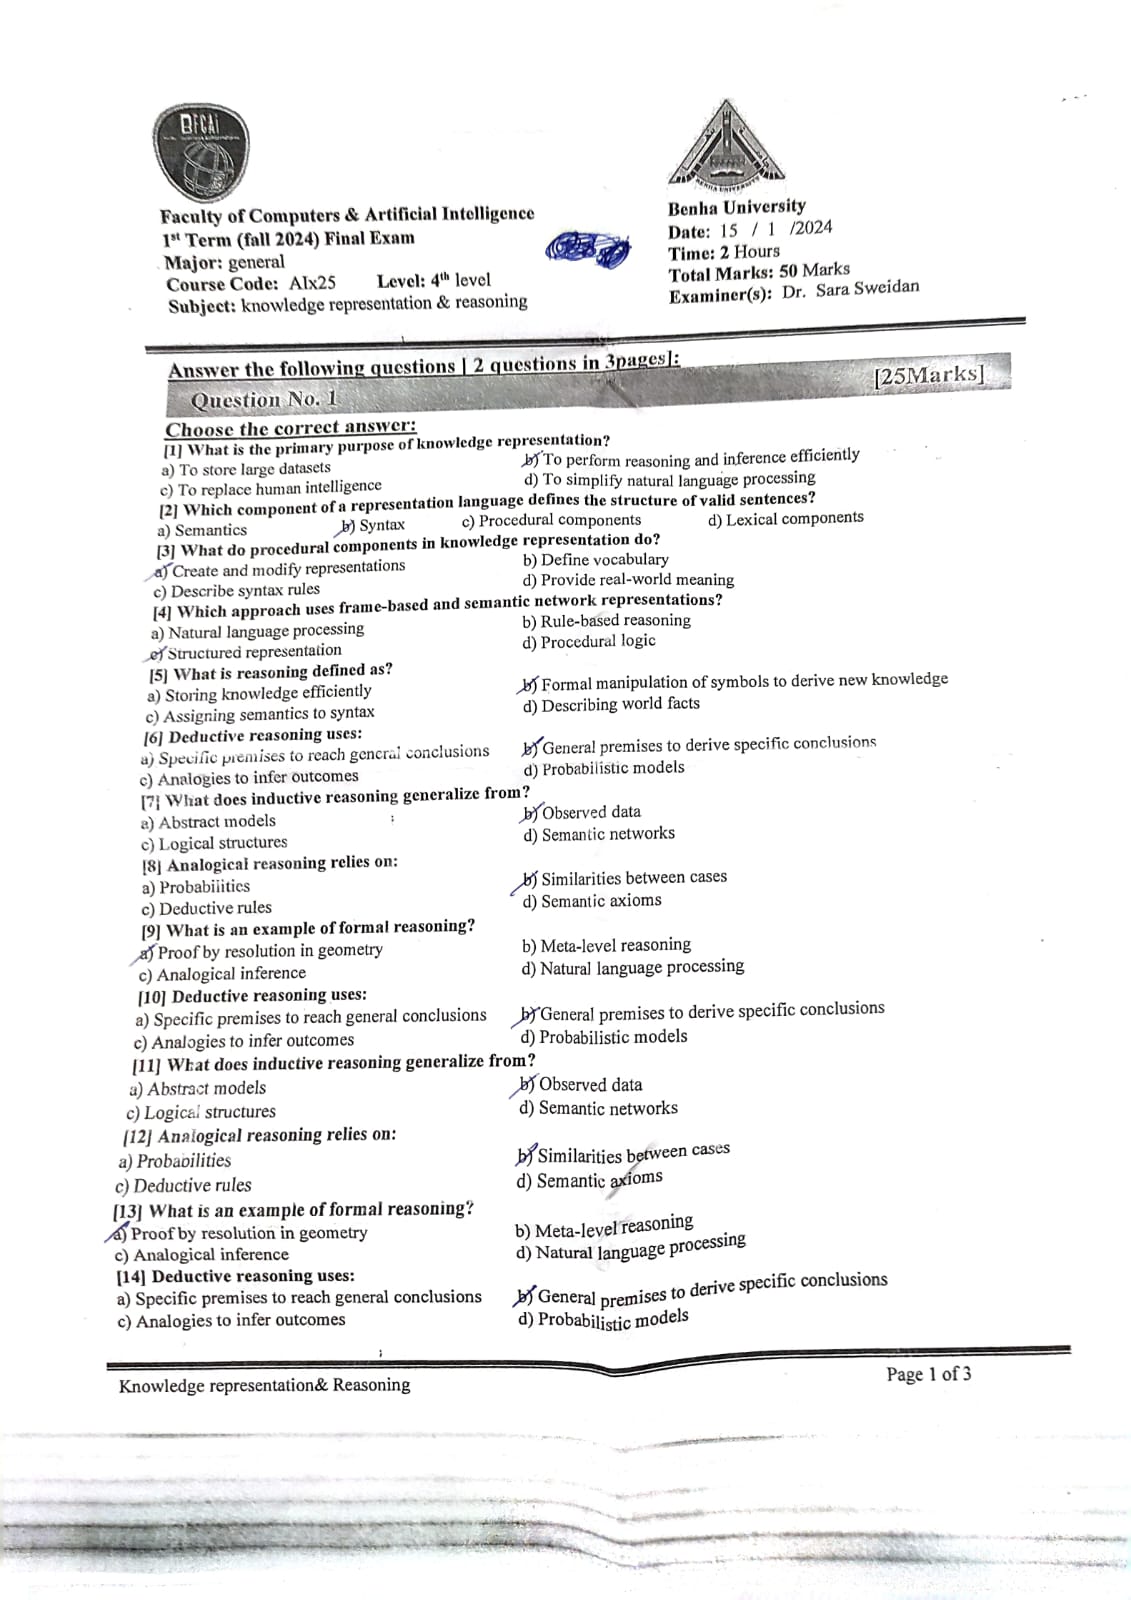 BFCAI
BENHA UNIVERSITY
Faculty of Computers & Artificial Intelligence
1st Term (fall 2024) Final Exam
Major: general
Course Code: AIx25 Level: 4th level
Subject: knowledge representation & reasoning
Benha University
Date: 15 / 1 /2024
Time: 2 Hours
Total Marks: 50 Marks
Examiner(s): Dr. Sara Sweidan
Answer the following questions [ 2 questions in 3pages]:
Question No. 1 [25Marks]
Choose the correct answer:
[1] What is the primary purpose of knowledge representation?
a) To store large datasets b) To perform reasoning and inference efficiently
c) To replace human intelligence d) To simplify natural language processing
[2] Which component of a representation language defines the structure of valid sentences?
a) Semantics b) Syntax c) Procedural components d) Lexical components
[3] What do procedural components in knowledge representation do?
a) Create and modify representations b) Define vocabulary
c) Describe syntax rules d) Provide real-world meaning
[4] Which approach uses frame-based and semantic network representations?
a) Natural language processing b) Rule-based reasoning
c) Structured representation d) Procedural logic
[5] What is reasoning defined as?
a) Storing knowledge efficiently b) Formal manipulation of symbols to derive new knowledge
c) Assigning semantics to syntax d) Describing world facts
[6] Deductive reasoning uses:
a) Specific premises to reach general conclusions b) General premises to derive specific conclusions
c) Analogies to infer outcomes d) Probabilistic models
[7] What does inductive reasoning generalize from?
a) Abstract models b) Observed data
c) Logical structures d) Semantic networks
[8] Analogical reasoning relies on:
a) Probabilities b) Similarities between cases
c) Deductive rules d) Semantic axioms
[9] What is an example of formal reasoning?
a) Proof by resolution in geometry b) Meta-level reasoning
c) Analogical inference d) Natural language processing
[10] Deductive reasoning uses:
a) Specific premises to reach general conclusions b) General premises to derive specific conclusions
c) Analogies to infer outcomes d) Probabilistic models
[11] What does inductive reasoning generalize from?
a) Abstract models b) Observed data
c) Logical structures d) Semantic networks
[12] Analogical reasoning relies on:
a) Probabilities b) Similarities between cases
c) Deductive rules d) Semantic axioms
[13] What is an example of formal reasoning?
a) Proof by resolution in geometry b) Meta-level reasoning
c) Analogical inference d) Natural language processing
[14] Deductive reasoning uses:
a) Specific premises to reach general conclusions b) General premises to derive specific conclusions
c) Analogies to infer outcomes d) Probabilistic models
Knowledge representation& Reasoning Page 1 of 3